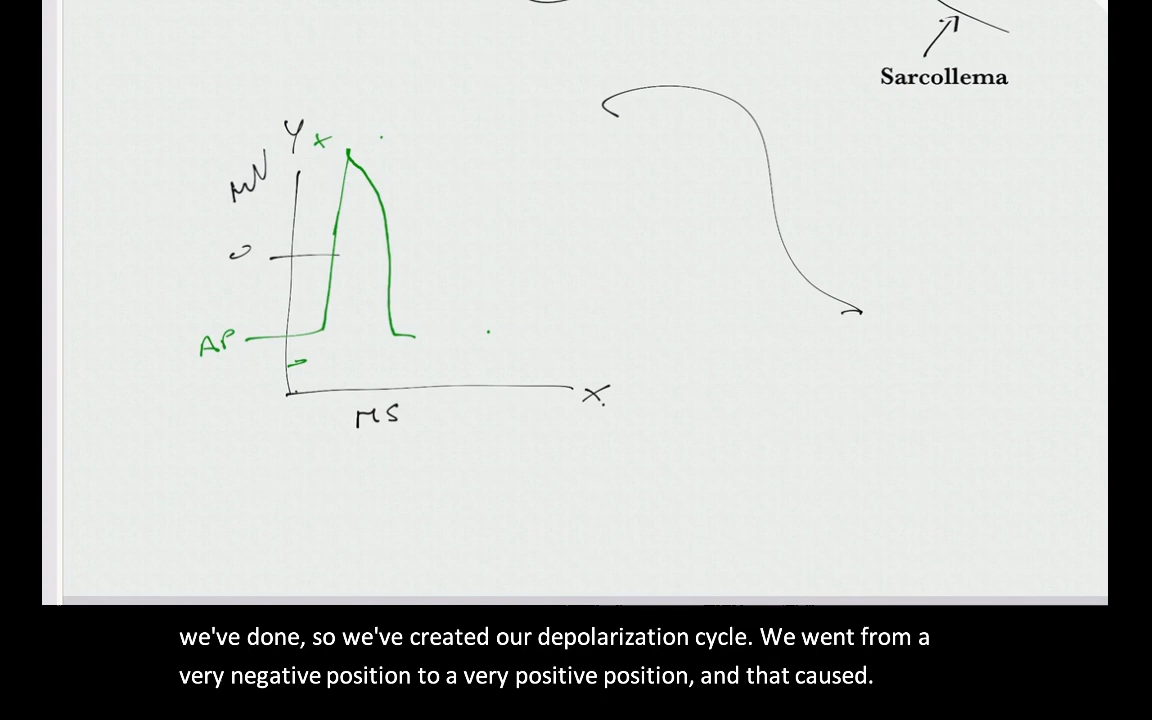 Sarcollema
Y +
MV
0
AP
-
X.
MS
we've done, so we've created our depolarization cycle. We went from a
very negative position to a very positive position, and that caused.